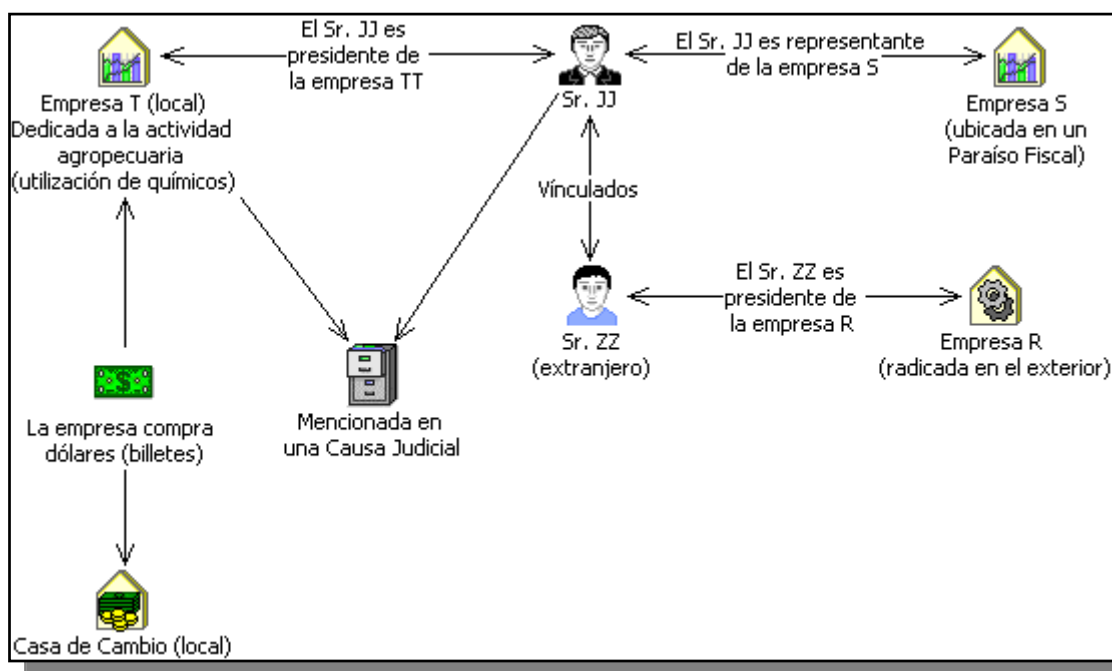 El Sr. JJ es
presidente de
la empresa TT
El Sr. JJ es representante
de la empresa S
Empresa T (local)
Dedicada a la actividad
agropecuaria
(utilización de químicos)
Sr. JJ
Empresa S
(ubicada en un
Paraíso Fiscal)
Vínculados
El Sr. ZZ es
presidente de
la empresa R
Sr. ZZ
(extranjero)
Empresa R
(radicada en el exterior)
$
La empresa compra
dólares (billetes)
Mencionada en
una Causa Judicial
Casa de Cambio (local)